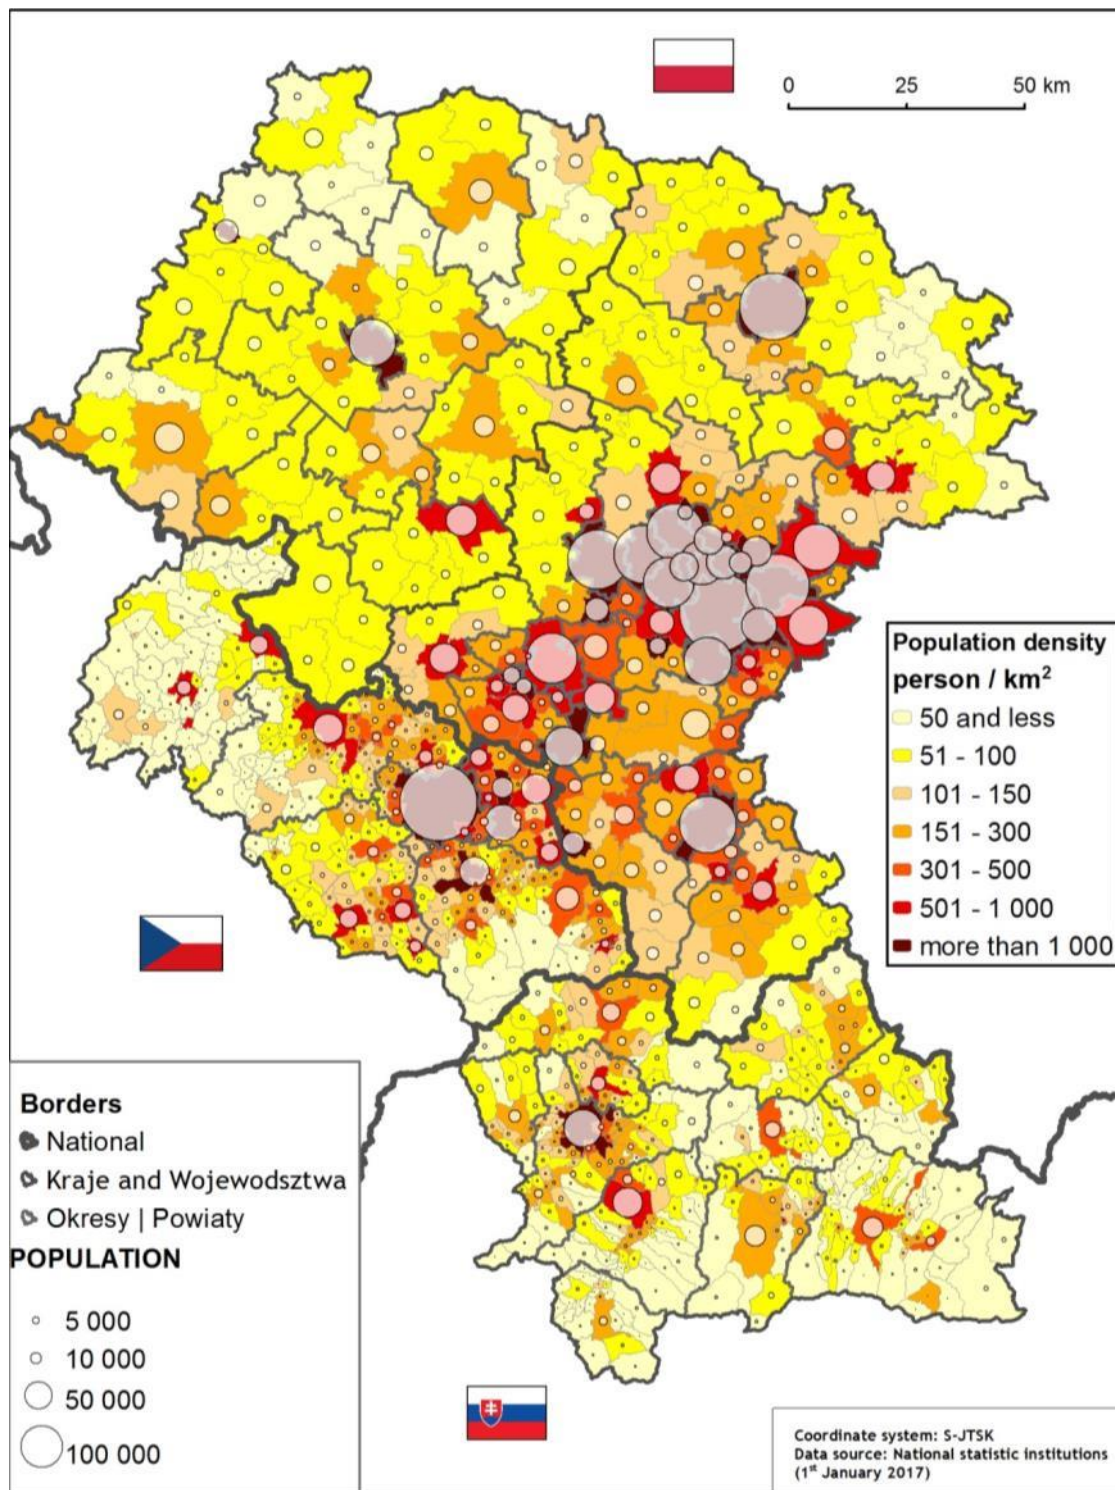 0 25 50 km
Population density
person / km²
50 and less
51 - 100
101 - 150
151 - 300
301 - 500
501 - 1 000
more than 1 000
Borders
National
Kraje and Wojewodsztwa
Okresy | Powiaty
POPULATION
5 000
10 000
50 000
100 000
Coordinate system: S-JTSK
Data source: National statistic institutions
(1st January 2017)